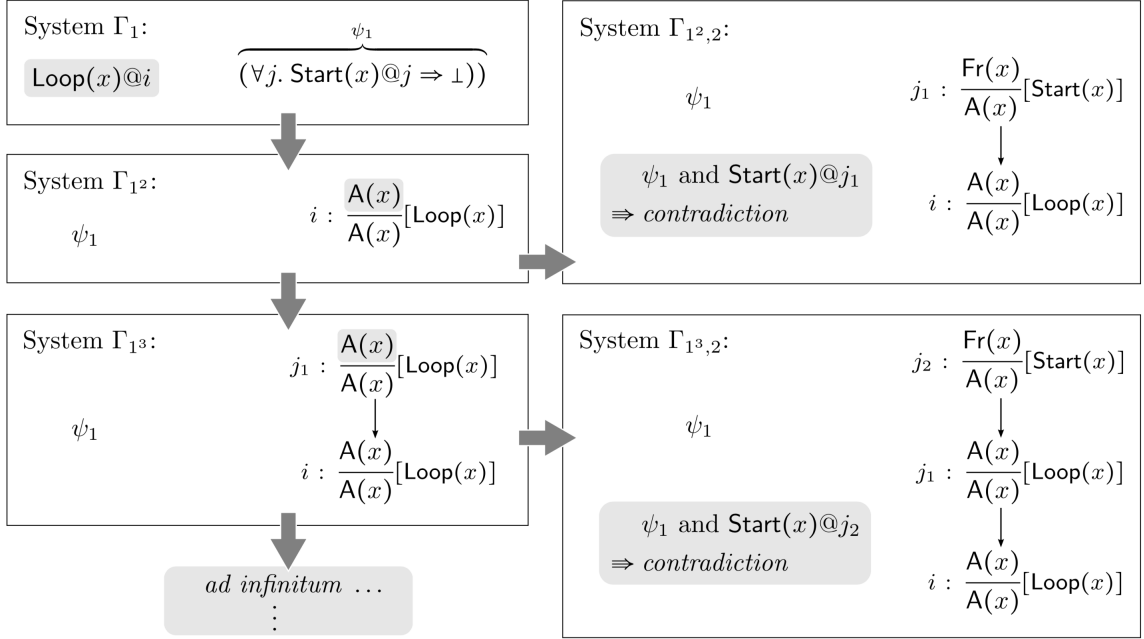 System Γ₁:
ψ₁
Loop(x)@i (∀j. Start(x)@j ⇒ ⊥))
System Γ₁²,₂:
ψ₁
j₁ : Fr(x)
A(x) [Start(x)]
ψ₁ and Start(x)@j₁
⇛ contradiction
i : A(x)
A(x) [Loop(x)]
System Γ₁²:
ψ₁
i : A(x)
A(x) [Loop(x)]
System Γ₁³:
j₁ : A(x)
A(x) [Loop(x)]
ψ₁
i : A(x)
A(x) [Loop(x)]
System Γ₁³,₂:
j₂ : Fr(x)
A(x) [Start(x)]
ψ₁
j₁ : A(x)
A(x) [Loop(x)]
ψ₁ and Start(x)@j₂
⇛ contradiction
i : A(x)
A(x) [Loop(x)]
ad infinitum ...
⋮